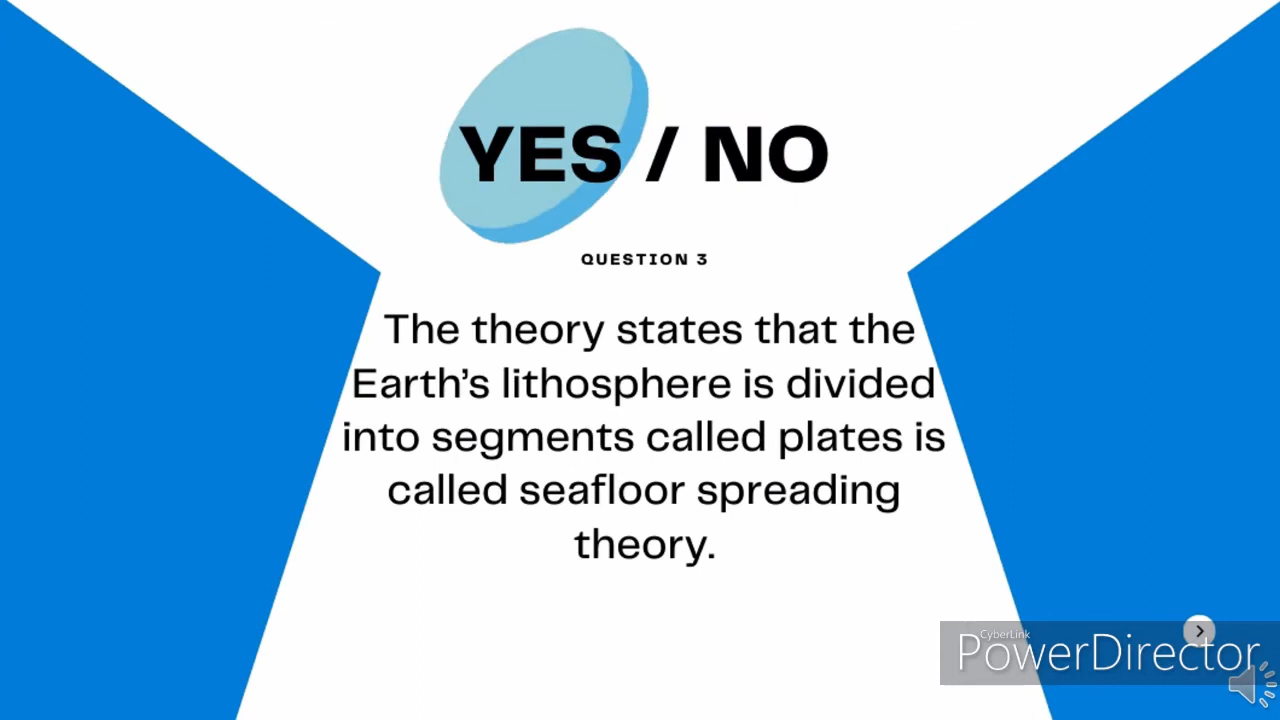 YES / NO
QUESTION 3
The theory states that the
Earth’s lithosphere is divided
into segments called plates is
called seafloor spreading
theory.
CyberLink
PowerDirector